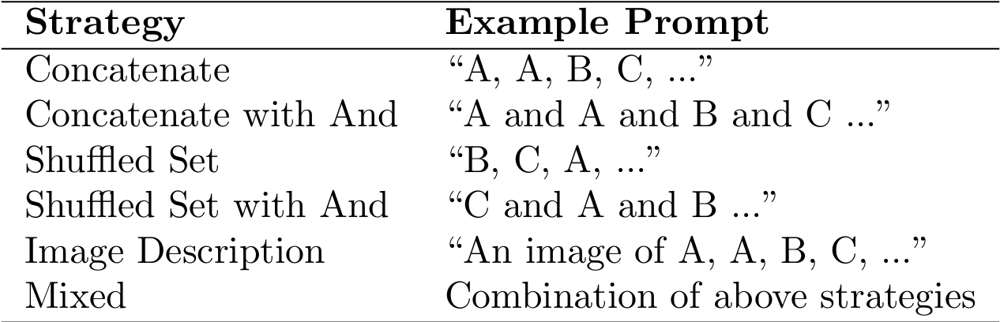 Strategy Example Prompt
Concatenate “A, A, B, C, ...”
Concatenate with And “A and A and B and C ...”
Shuffled Set “B, C, A, ...”
Shuffled Set with And “C and A and B ...”
Image Description “An image of A, A, B, C, ...”
Mixed Combination of above strategies